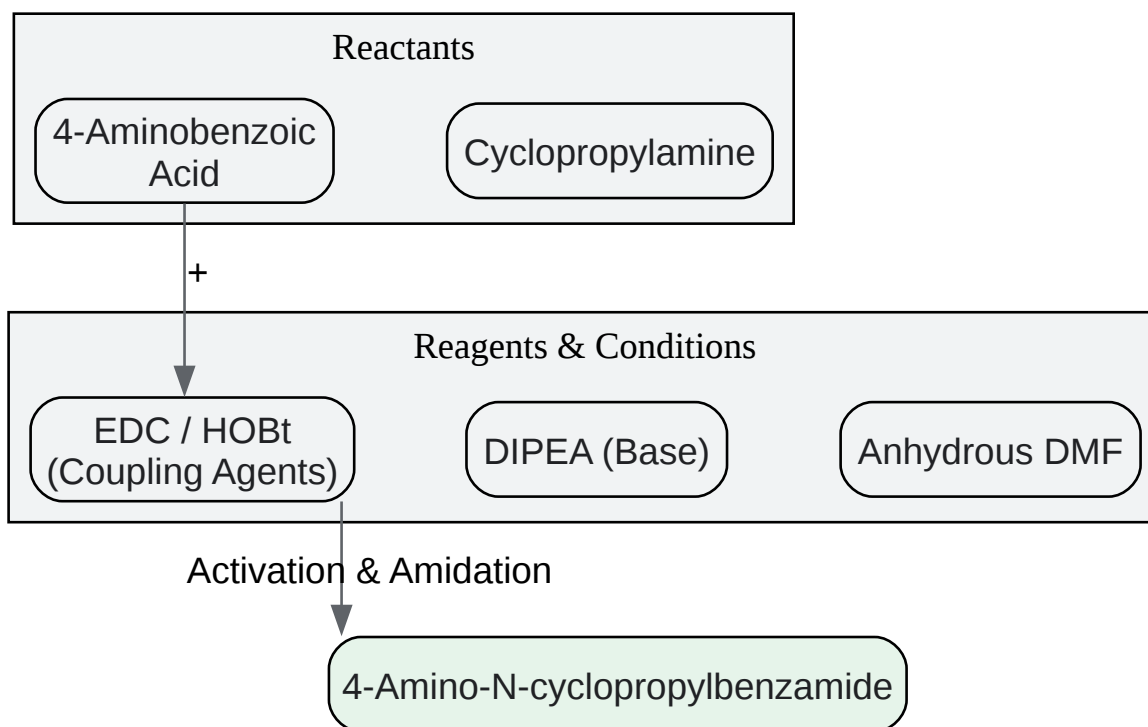 Reactants
4-Aminobenzoic
Acid
Cyclopropylamine
+
Reagents & Conditions
EDC / HOBt
(Coupling Agents)
DIPEA (Base)
Anhydrous DMF
Activation & Amidation
4-Amino-N-cyclopropylbenzamide